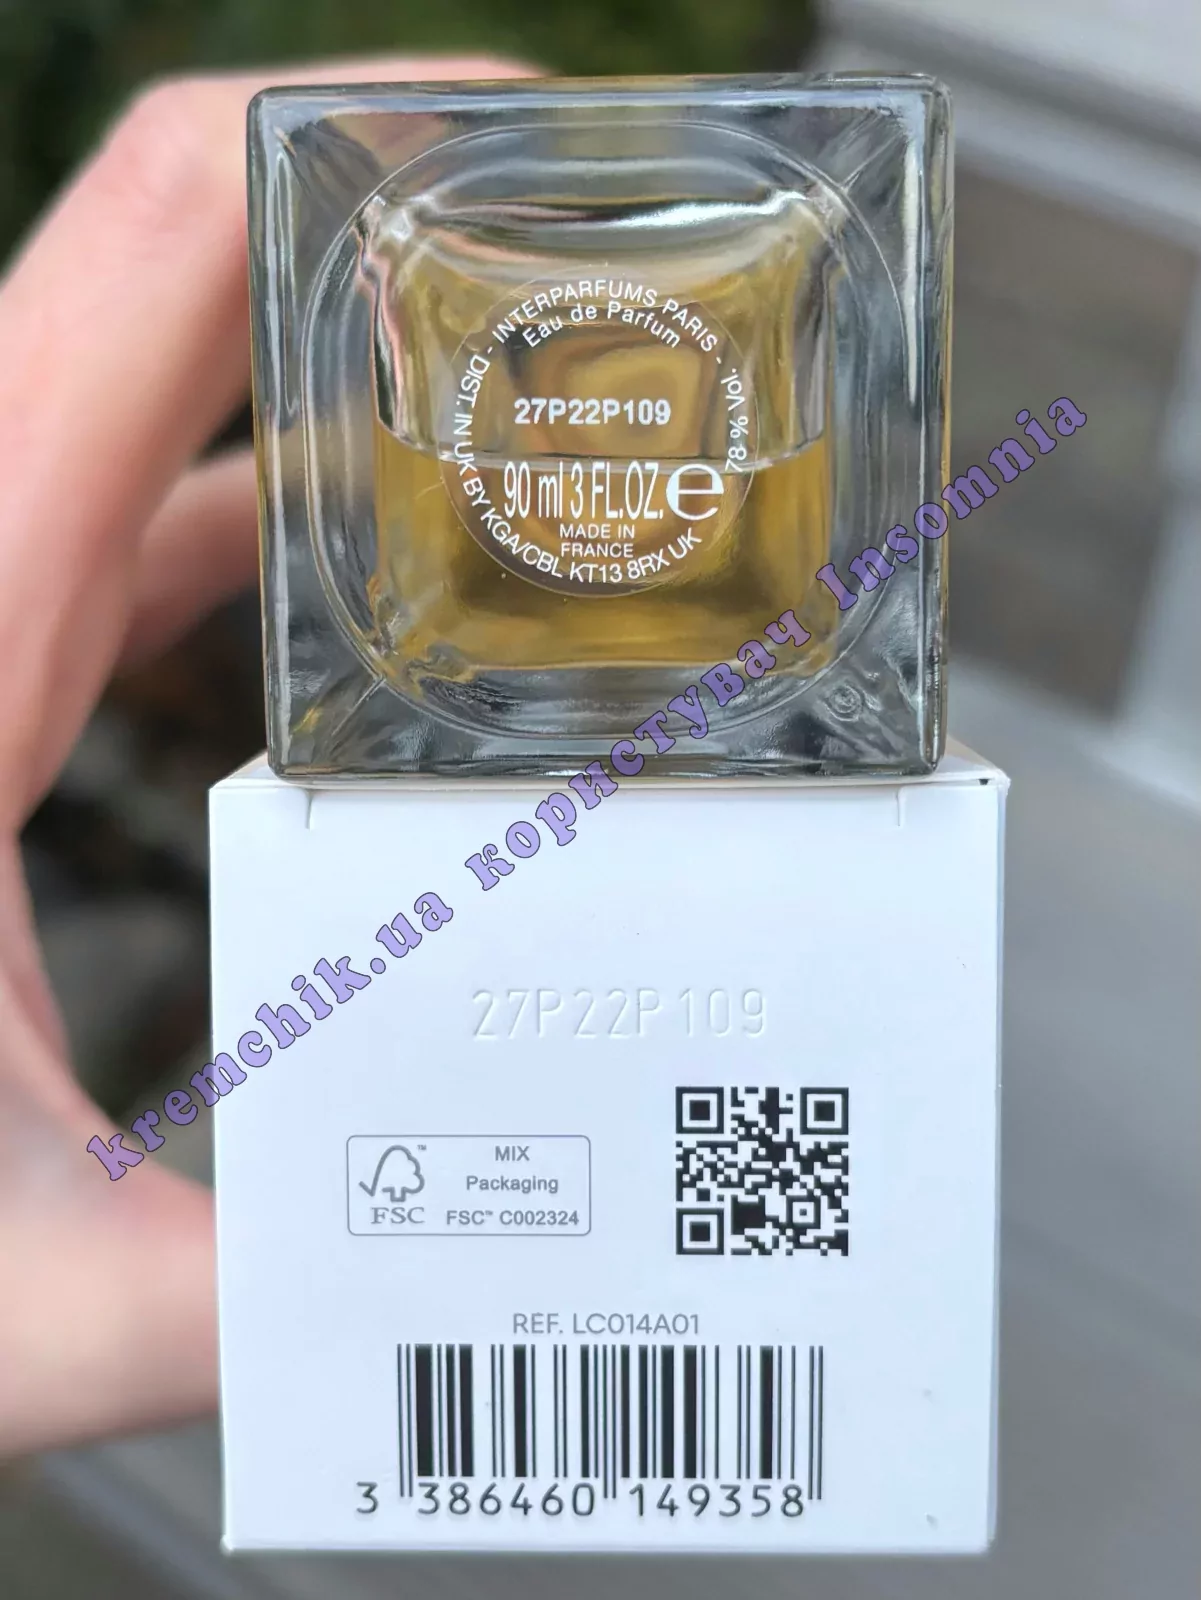 INTERPARFUMS PARIS - 78 % Vol.
Eau de Parfum
27P22P109
90 ml 3 FL.OZ. e
MADE IN
FRANCE
DIST. IN UK BY KGA/CBL KT13 8RX UK -
kremchik.ua користувач Insomnia
27P22P109
FSC™
MIX
Packaging
FSC™ C002324
REF. LC014A01
3 386460 149358